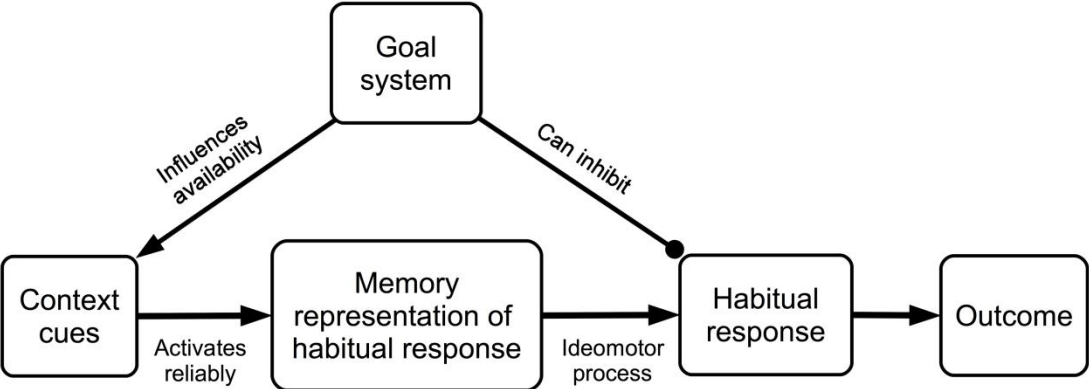 Goal
system
Influences
availability
Can inhibit
Context
cues
Activates
reliably
Memory
representation of
habitual response
Ideomotor
process
Habitual
response
Outcome